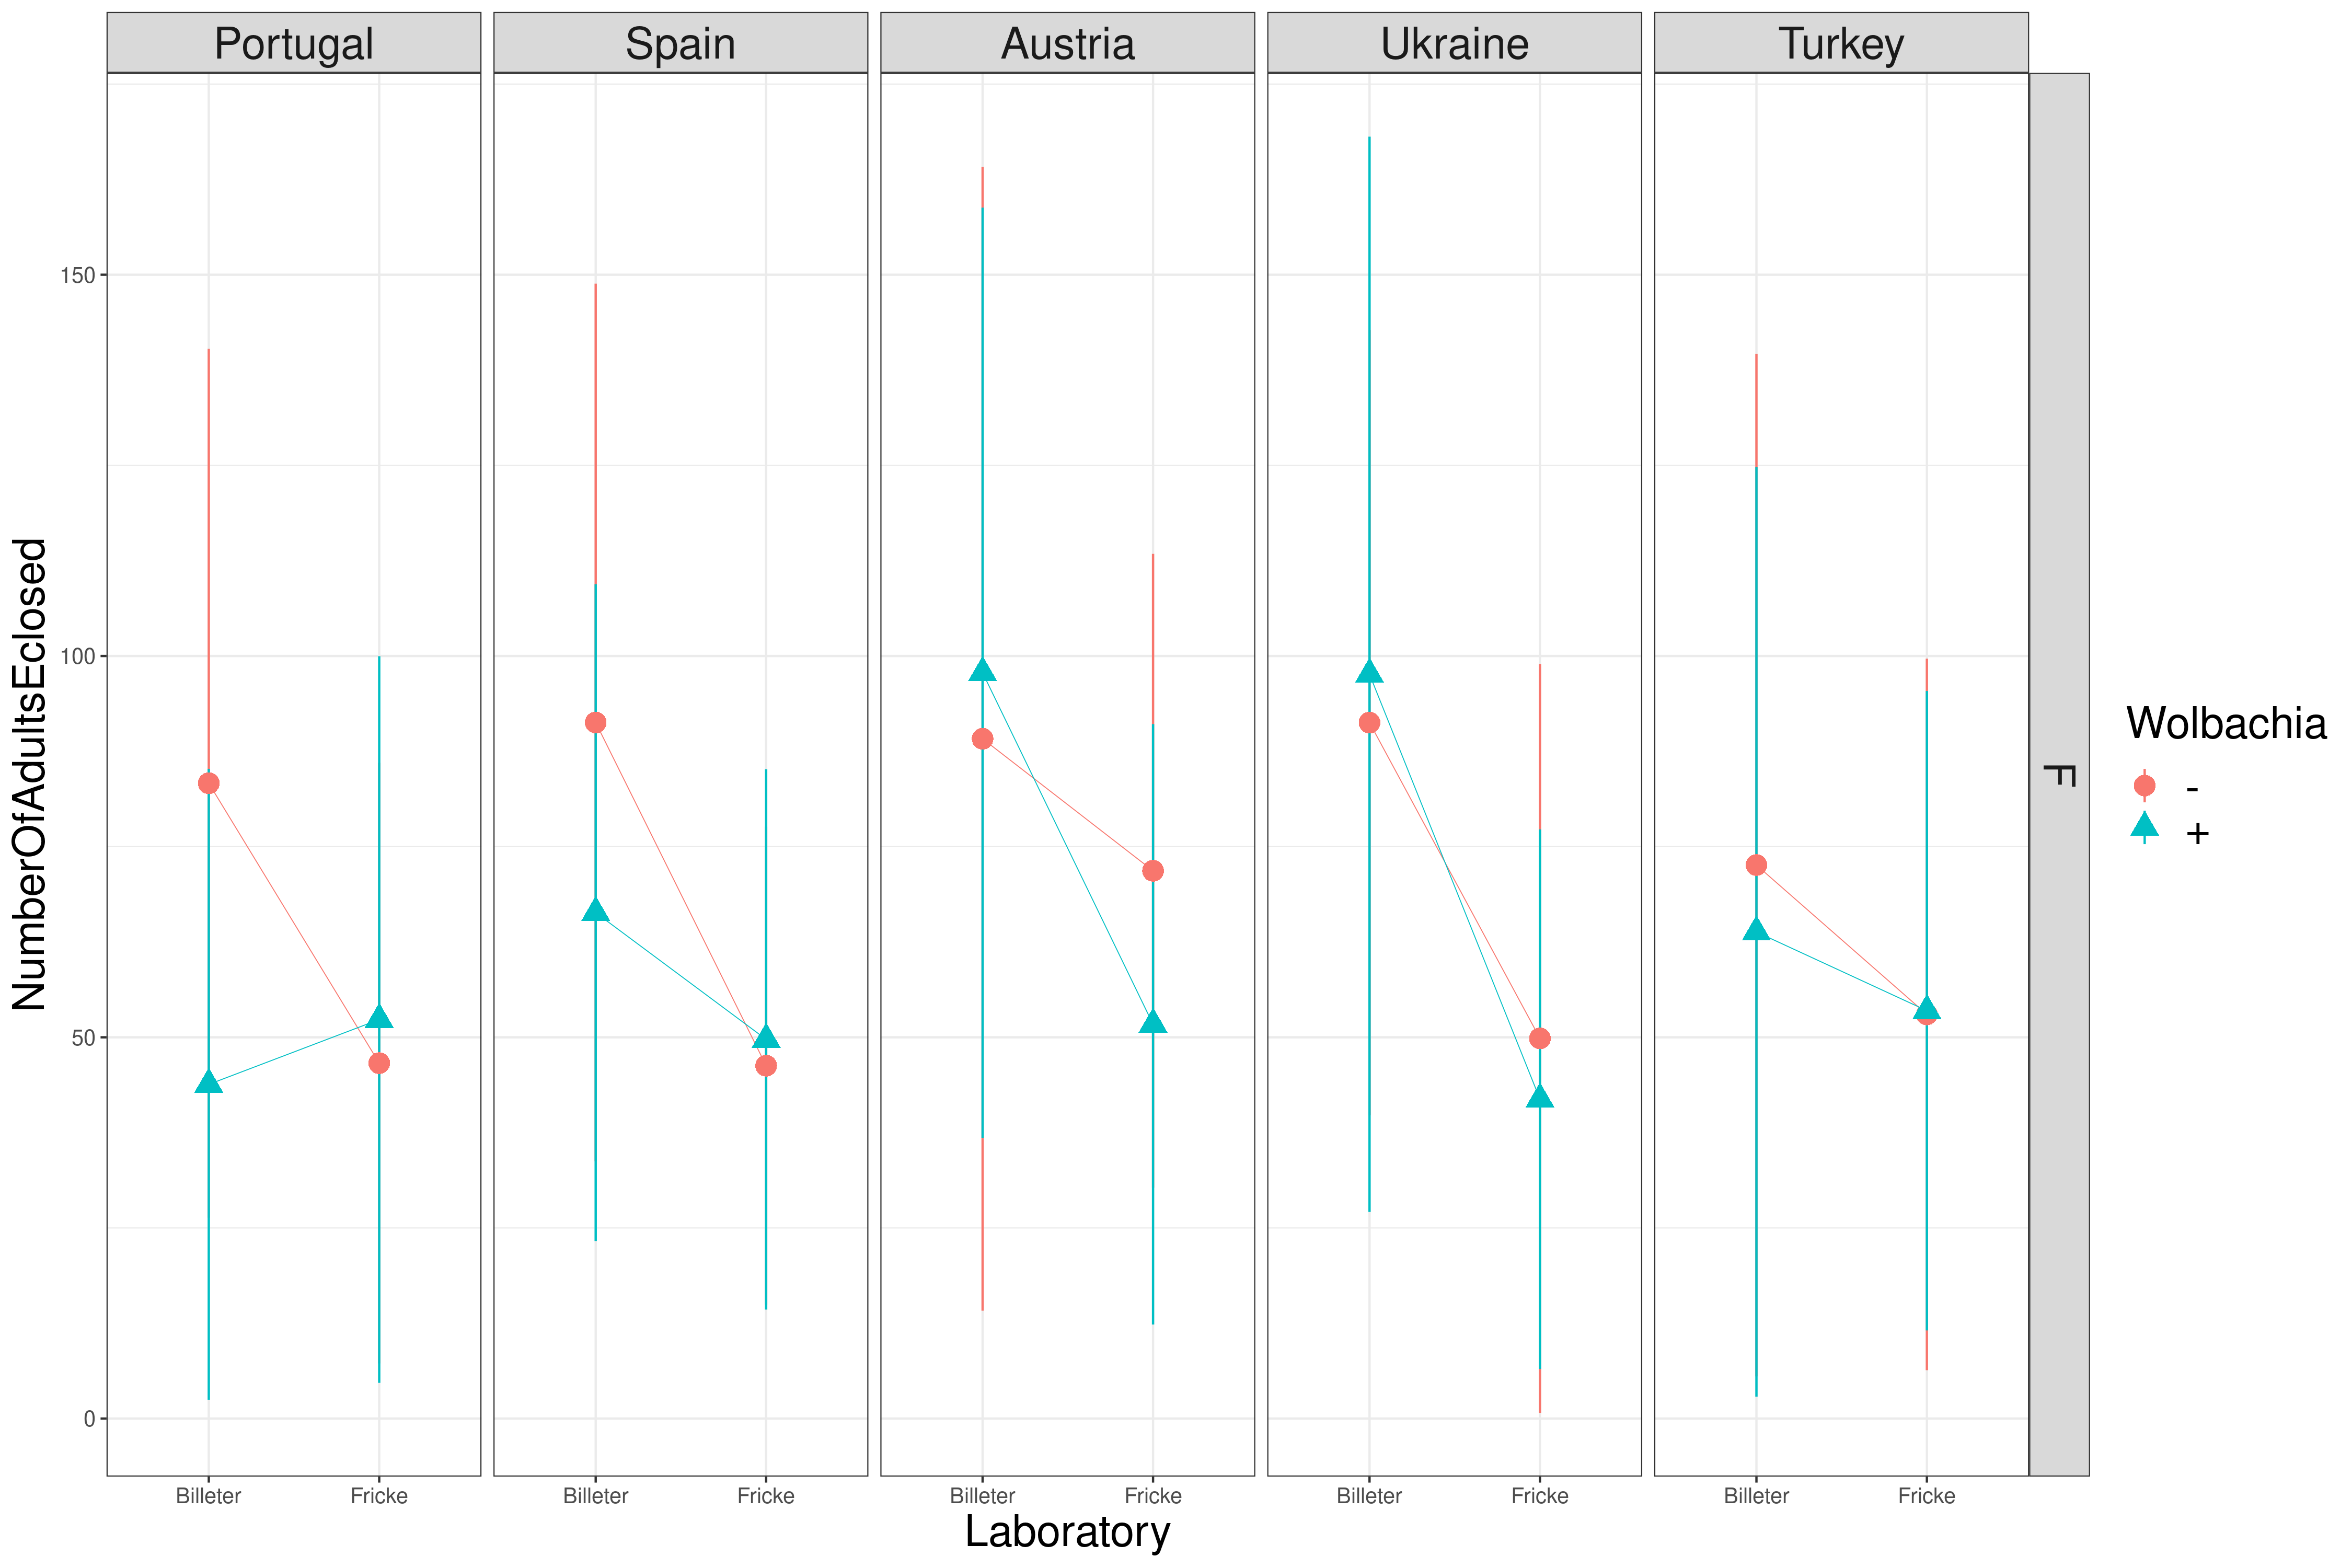 Portugal Spain Austria Ukraine Turkey
F
NumberOfAdultsEclosed
150
100
50
0
Billeter Fricke Billeter Fricke Billeter Fricke Billeter Fricke Billeter Fricke
Laboratory
Wolbachia
-
+